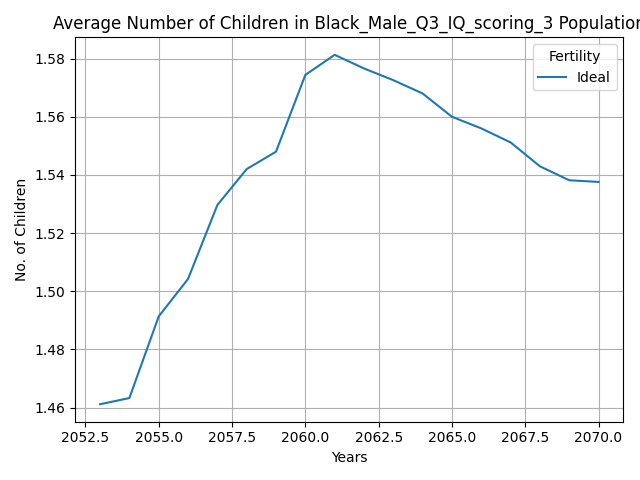 Average Number of Children in Black_Male_Q3_IQ_scoring_3 Population
Fertility
Ideal
1.58
1.56
1.54
1.52
1.50
1.48
1.46
No. of Children
2052.5 2055.0 2057.5 2060.0 2062.5 2065.0 2067.5 2070.0
Years